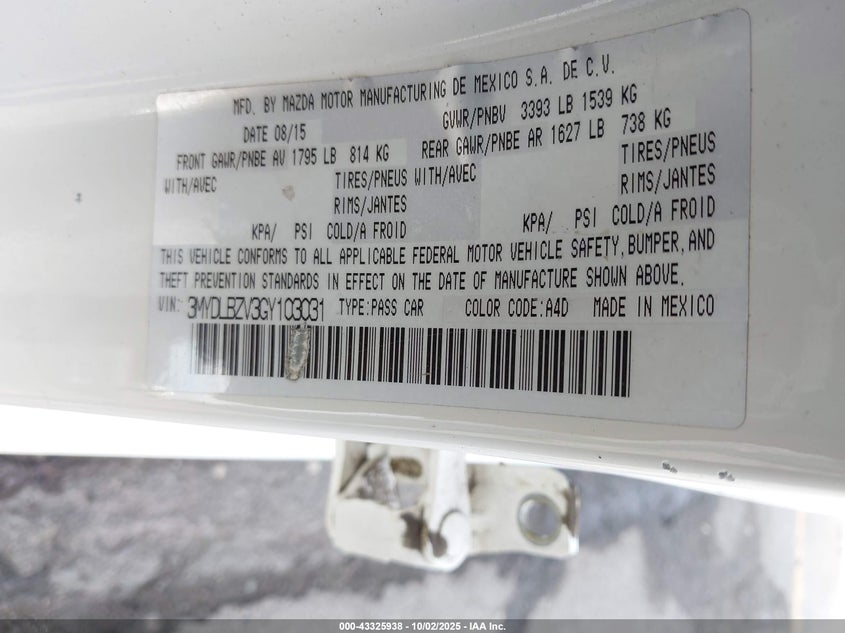 MFD. BY MAZDA MOTOR MANUFACTURING DE MEXICO S.A. DE C.V.
DATE 08/15 GVWR/PNBV 3393 LB 1539 KG
FRONT GAWR/PNBE AV 1795 LB 814 KG REAR GAWR/PNBE AR 1627 LB 738 KG
WITH/AVEC TIRES/PNEUS WITH/AVEC TIRES/PNEUS
RIMS/JANTES RIMS/JANTES
KPA/ PSI COLD/A FROID KPA/ PSI COLD/A FROID
THIS VEHICLE CONFORMS TO ALL APPLICABLE FEDERAL MOTOR VEHICLE SAFETY, BUMPER, AND
THEFT PREVENTION STANDARDS IN EFFECT ON THE DATE OF MANUFACTURE SHOWN ABOVE.
VIN: 3MYDLBZV3GY103031 TYPE:PASS CAR COLOR CODE:A4D MADE IN MEXICO
000-43325938 - 10/02/2025 - IAA Inc.